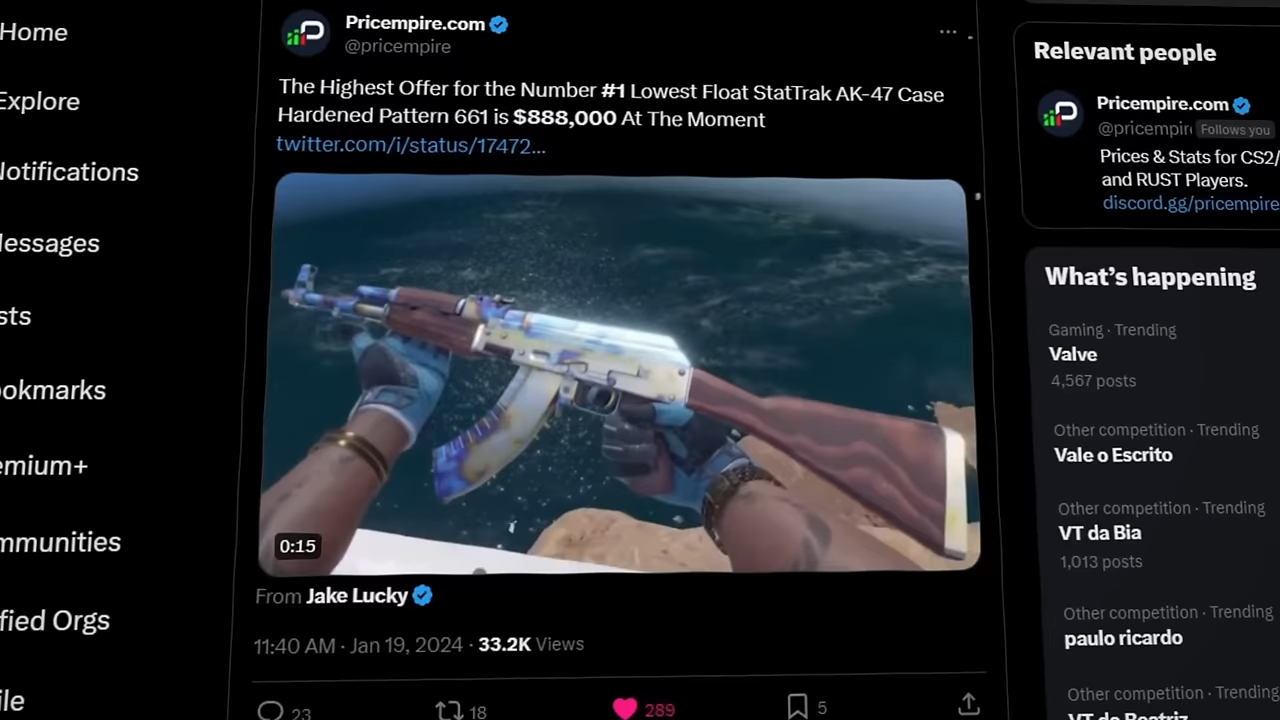 Home
Explore
Notifications
Messages
sts
ookmarks
emium+
mmunities
fied Orgs
ile
Pricempire.com
@pricempire
The Highest Offer for the Number #1 Lowest Float StatTrak AK-47 Case
Hardened Pattern 661 is $888,000 At The Moment
twitter.com/i/status/17472...
0:15
From Jake Lucky
11:40 AM · Jan 19, 2024 · 33.2K Views
23
18
289
5
Relevant people
Pricempire.com
@pricempir
Follows you
Prices & Stats for CS2/
and RUST Players.
discord.gg/pricempire
What's happening
Gaming · Trending
Valve
4,567 posts
Other competition · Trending
Vale o Escrito
Other competition · Trending
VT da Bia
1,013 posts
Other competition · Trending
paulo ricardo
Other competition · Trending
VT da Beatriz